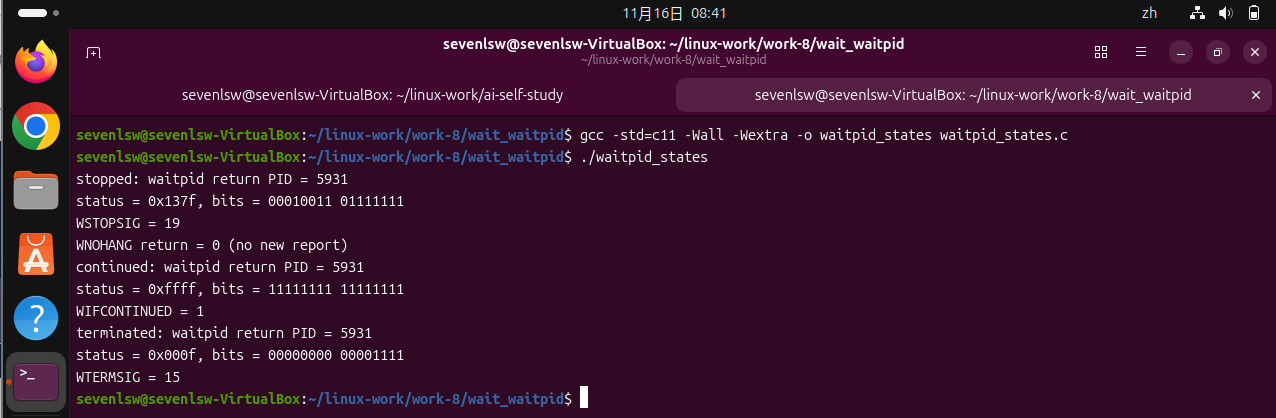 11月16日 08:41
zh
sevenlsw@sevenlsw-VirtualBox: ~/linux-work/work-8/wait_waitpid
~/linux-work/work-8/wait_waitpid
sevenlsw@sevenlsw-VirtualBox: ~/linux-work/ai-self-study
sevenlsw@sevenlsw-VirtualBox: ~/linux-work/work-8/wait_waitpid
sevenlsw@sevenlsw-VirtualBox:~/linux-work/work-8/wait_waitpid$ gcc -std=c11 -Wall -Wextra -o waitpid_states waitpid_states.c
sevenlsw@sevenlsw-VirtualBox:~/linux-work/work-8/wait_waitpid$ ./waitpid_states
stopped: waitpid return PID = 5931
status = 0x137f, bits = 00010011 01111111
WSTOPSIG = 19
WNOHANG return = 0 (no new report)
continued: waitpid return PID = 5931
status = 0xffff, bits = 11111111 11111111
WIFCONTINUED = 1
terminated: waitpid return PID = 5931
status = 0x000f, bits = 00000000 00001111
WTERMSIG = 15
sevenlsw@sevenlsw-VirtualBox:~/linux-work/work-8/wait_waitpid$